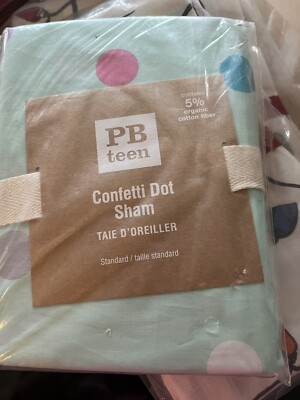 contains
5%
organic
cotton fiber
PB
teen
Confetti Dot
Sham
TAIE D'OREILLER
Standard / taille standard